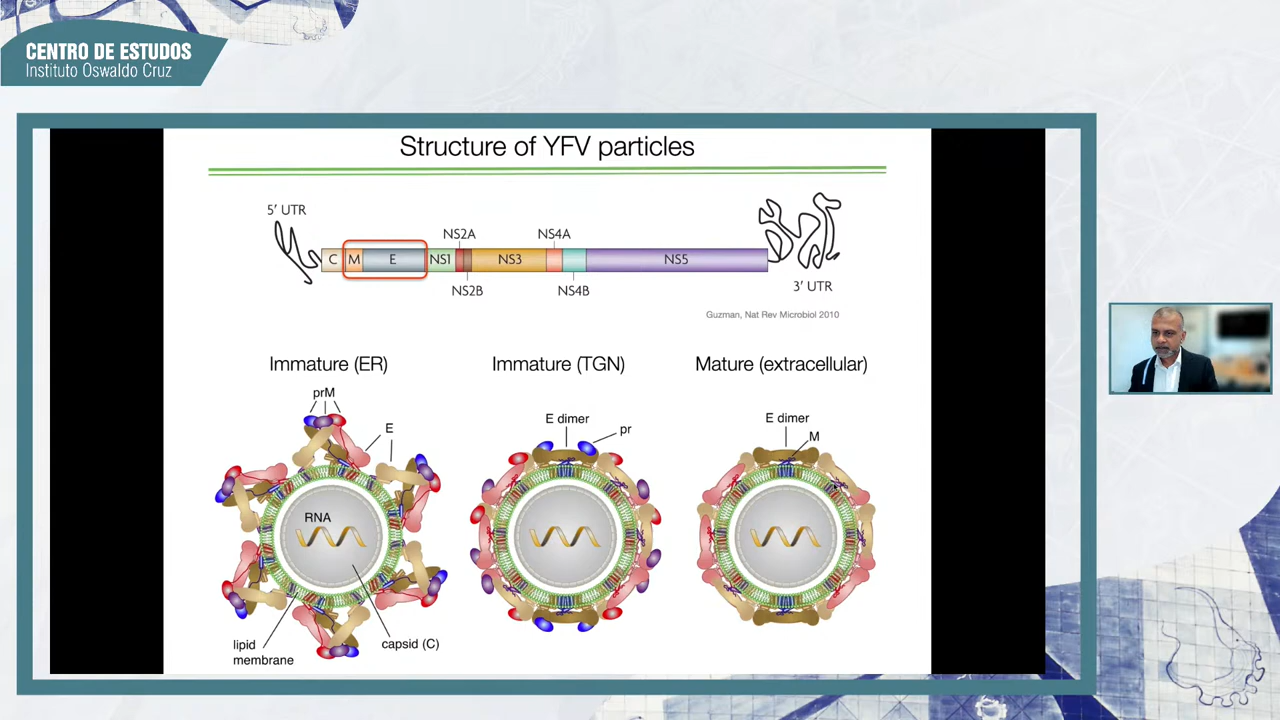 CENTRO DE ESTUDOS
Instituto Oswaldo Cruz
Structure of YFV particles
5′ UTR
NS2A
NS4A
C
M
E
NS1
NS3
NS5
NS2B
NS4B
3′ UTR
Guzman, Nat Rev Microbiol 2010
Immature (ER)
Immature (TGN)
Mature (extracellular)
prM
E
E dimer
pr
E dimer
M
RNA
lipid
membrane
capsid (C)